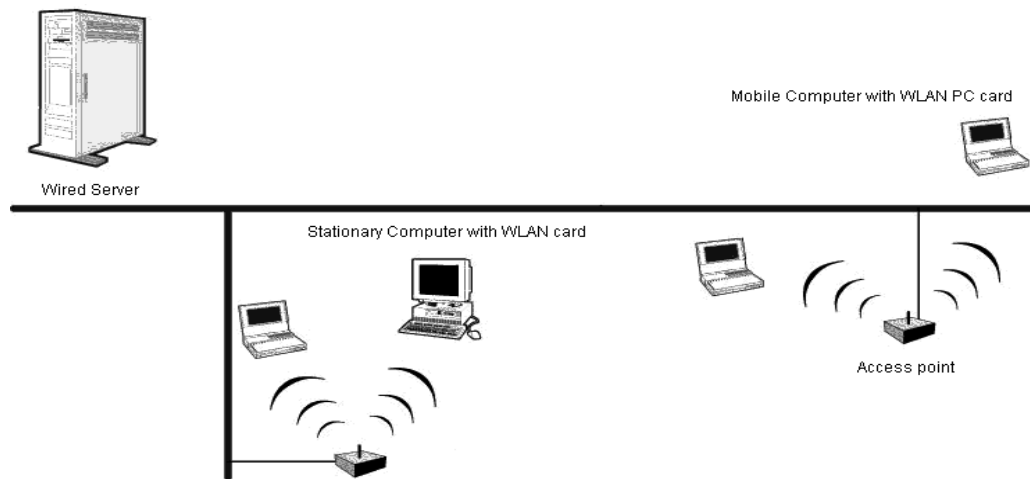 Mobile Computer with WLAN PC card
Wired Server
Stationary Computer with WLAN card
Access point